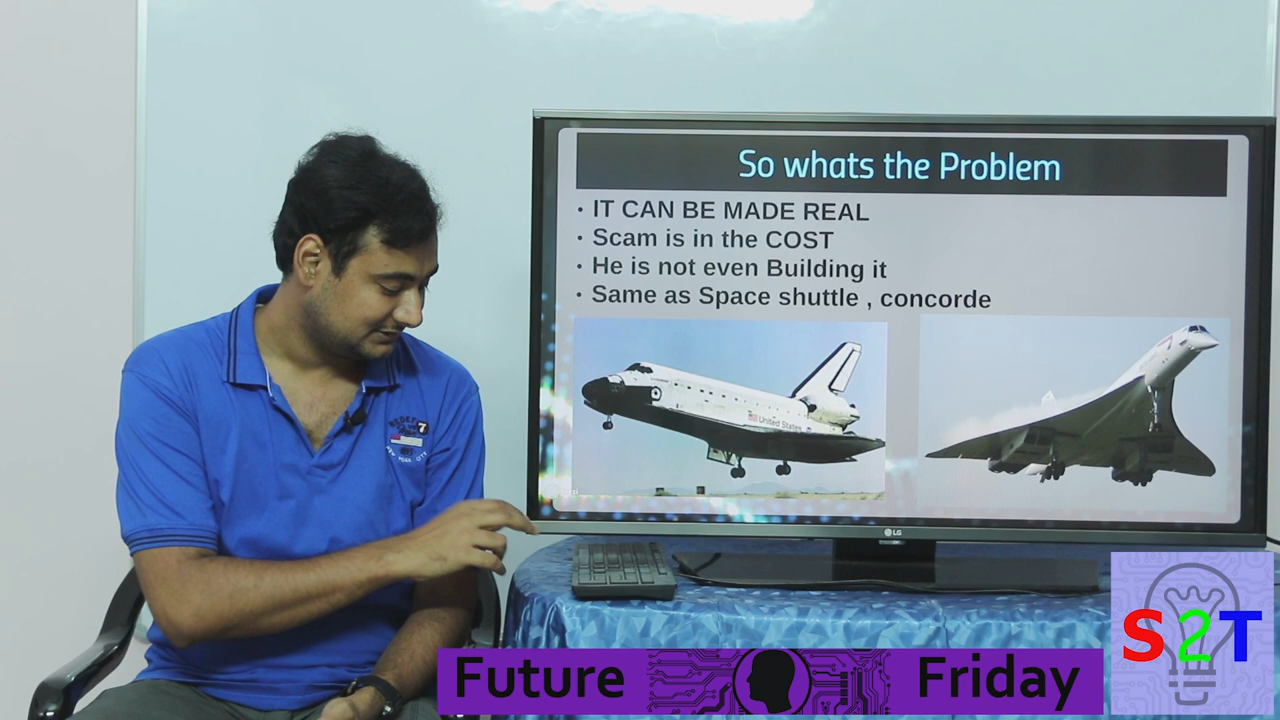 So whats the Problem
• IT CAN BE MADE REAL
• Scam is in the COST
• He is not even Building it
• Same as Space shuttle , concorde
United States
LG
7
Future Friday
S2T